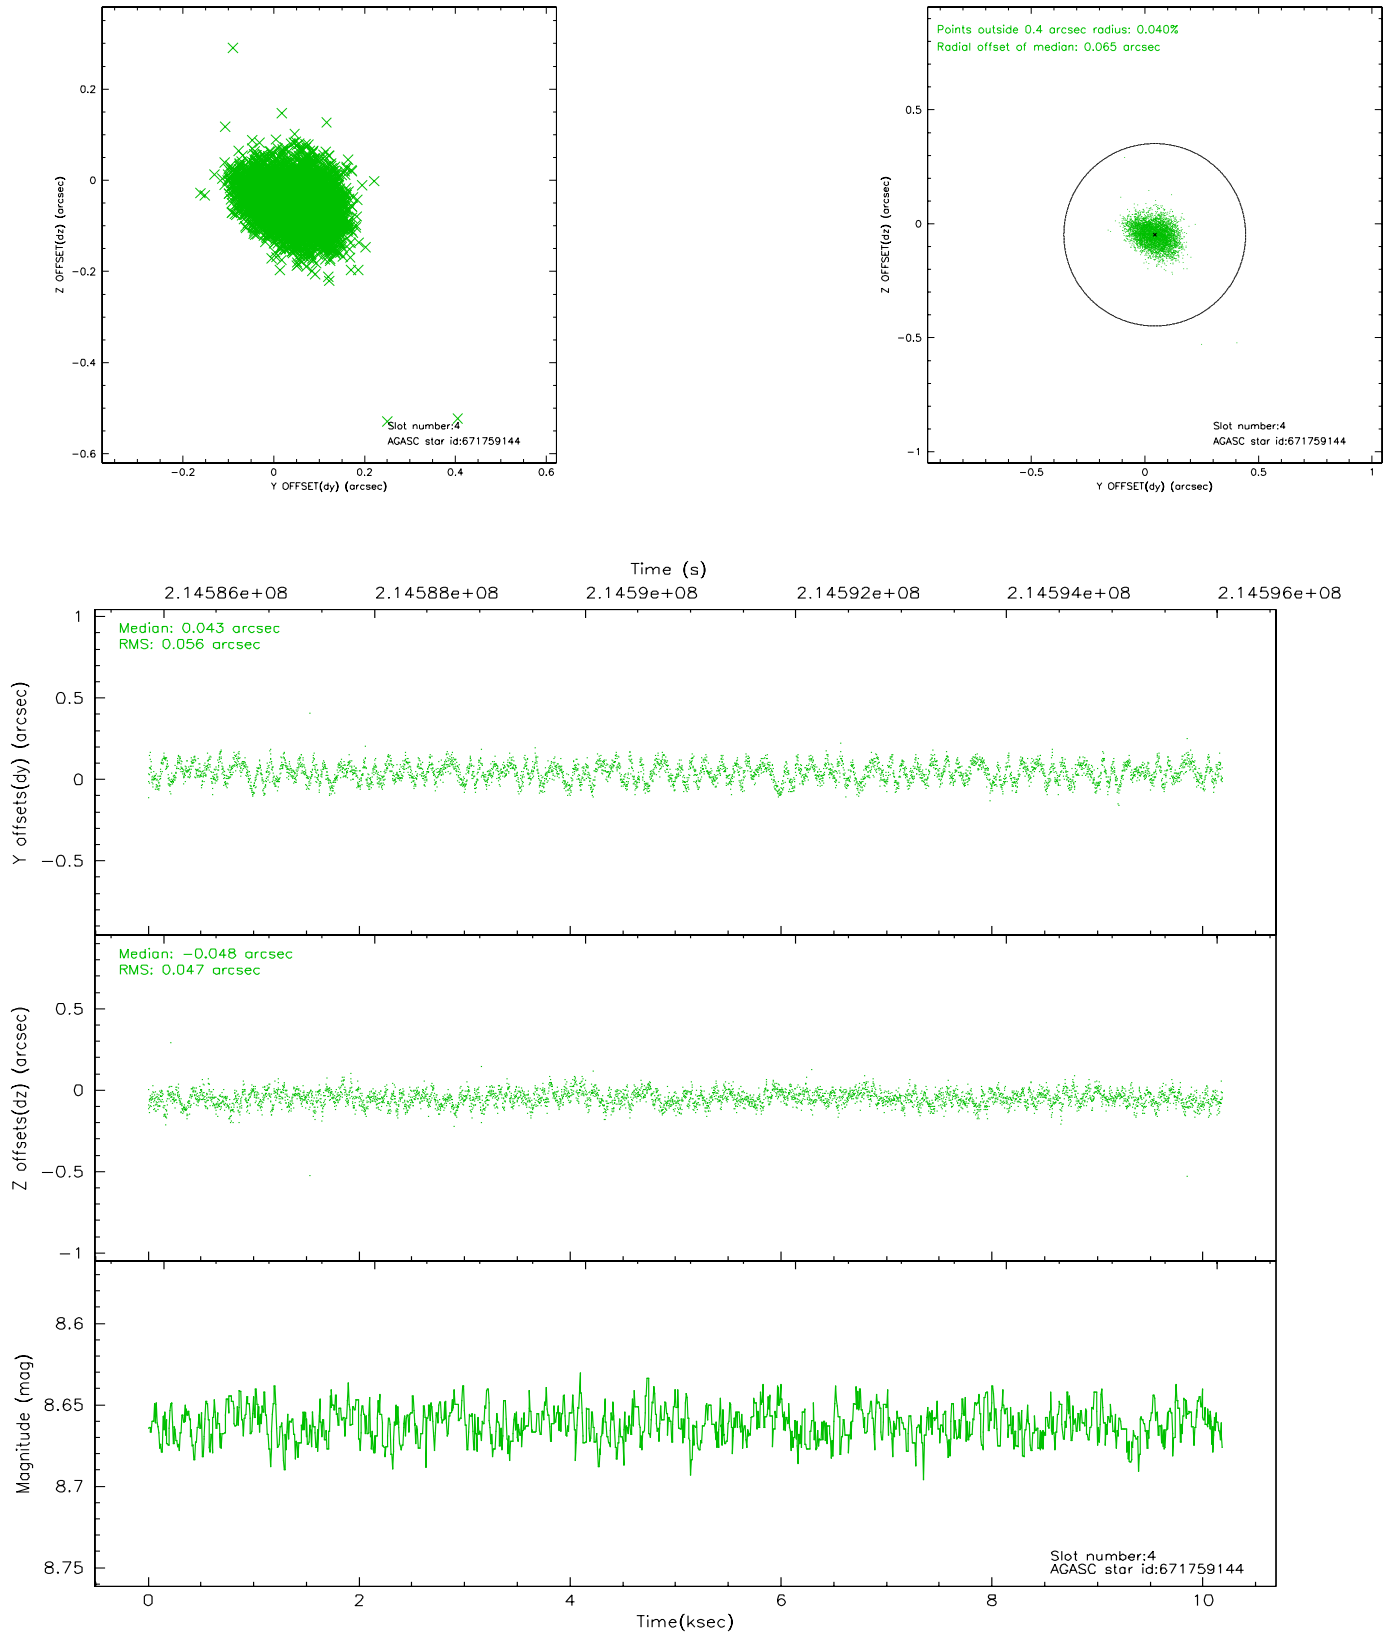 0.2
0
−0.2
−0.4
−0.6
Z OFFSET(dz) (arcsec)
Slot number:4
AGASC star id:671759144
−0.2 0 0.2 0.4 0.6
Y OFFSET(dy) (arcsec)
Points outside 0.4 arcsec radius: 0.040%
Radial offset of median: 0.065 arcsec
0.5
0
−0.5
−1
Z OFFSET(dz) (arcsec)
Slot number:4
AGASC star id:671759144
−0.5 0 0.5 1
Y OFFSET(dy) (arcsec)
Time (s)
2.14586e+08 2.14588e+08 2.1459e+08 2.14592e+08 2.14594e+08 2.14596e+08
Median: 0.043 arcsec
RMS: 0.056 arcsec
1
0.5
0
−0.5
Y offsets(dy) (arcsec)
Median: −0.048 arcsec
RMS: 0.047 arcsec
0.5
0
−0.5
−1
Z offsets(dz) (arcsec)
8.6
8.65
8.7
8.75
Magnitude (mag)
Slot number:4
AGASC star id:671759144
0 2 4 6 8 10
Time(ksec)